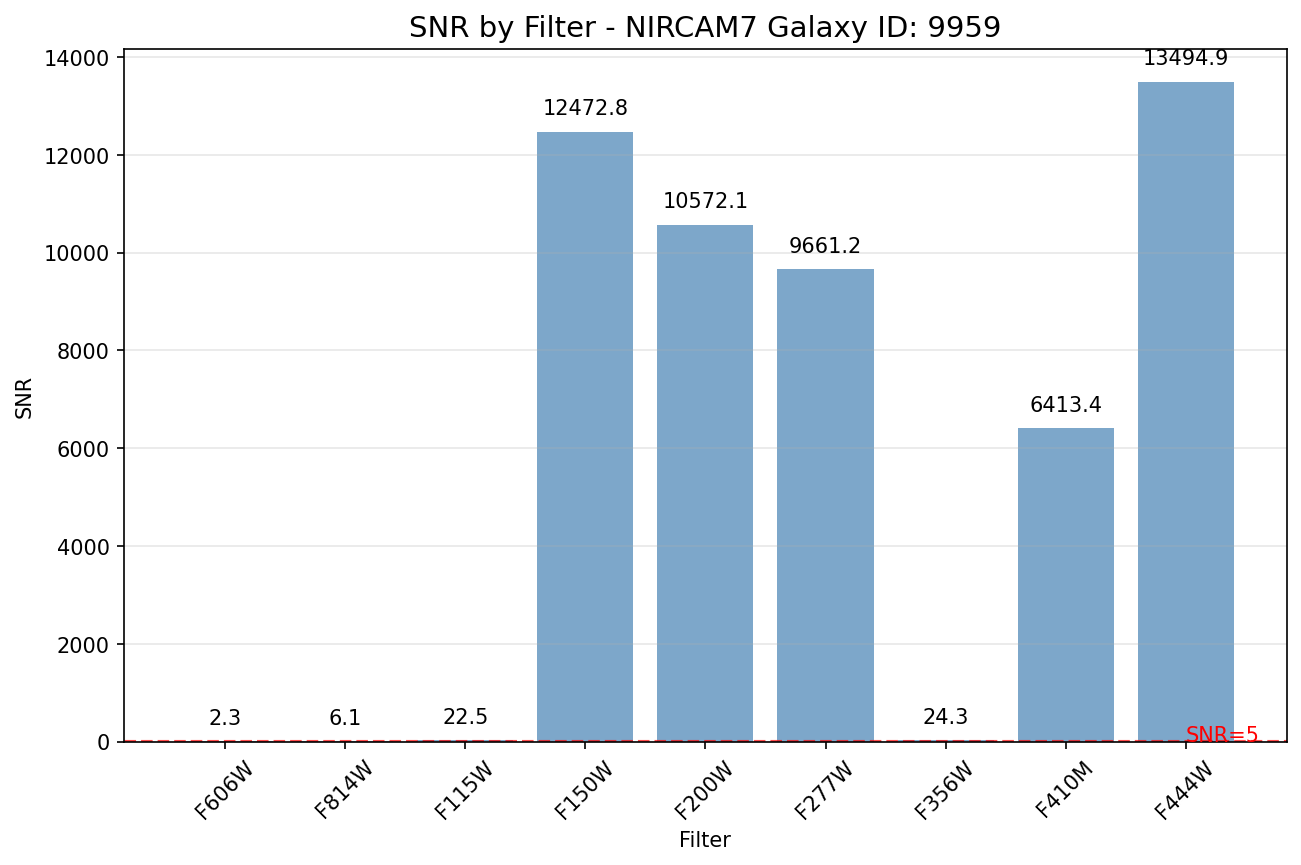 SNR by Filter - NIRCAM7 Galaxy ID: 9959
14000
12000
10000
8000
6000
4000
2000
0
SNR
2.3
6.1
22.5
12472.8
10572.1
9661.2
24.3
6413.4
13494.9
SNR=5
F606W
F814W
F115W
F150W
F200W
F277W
F356W
F410M
F444W
Filter